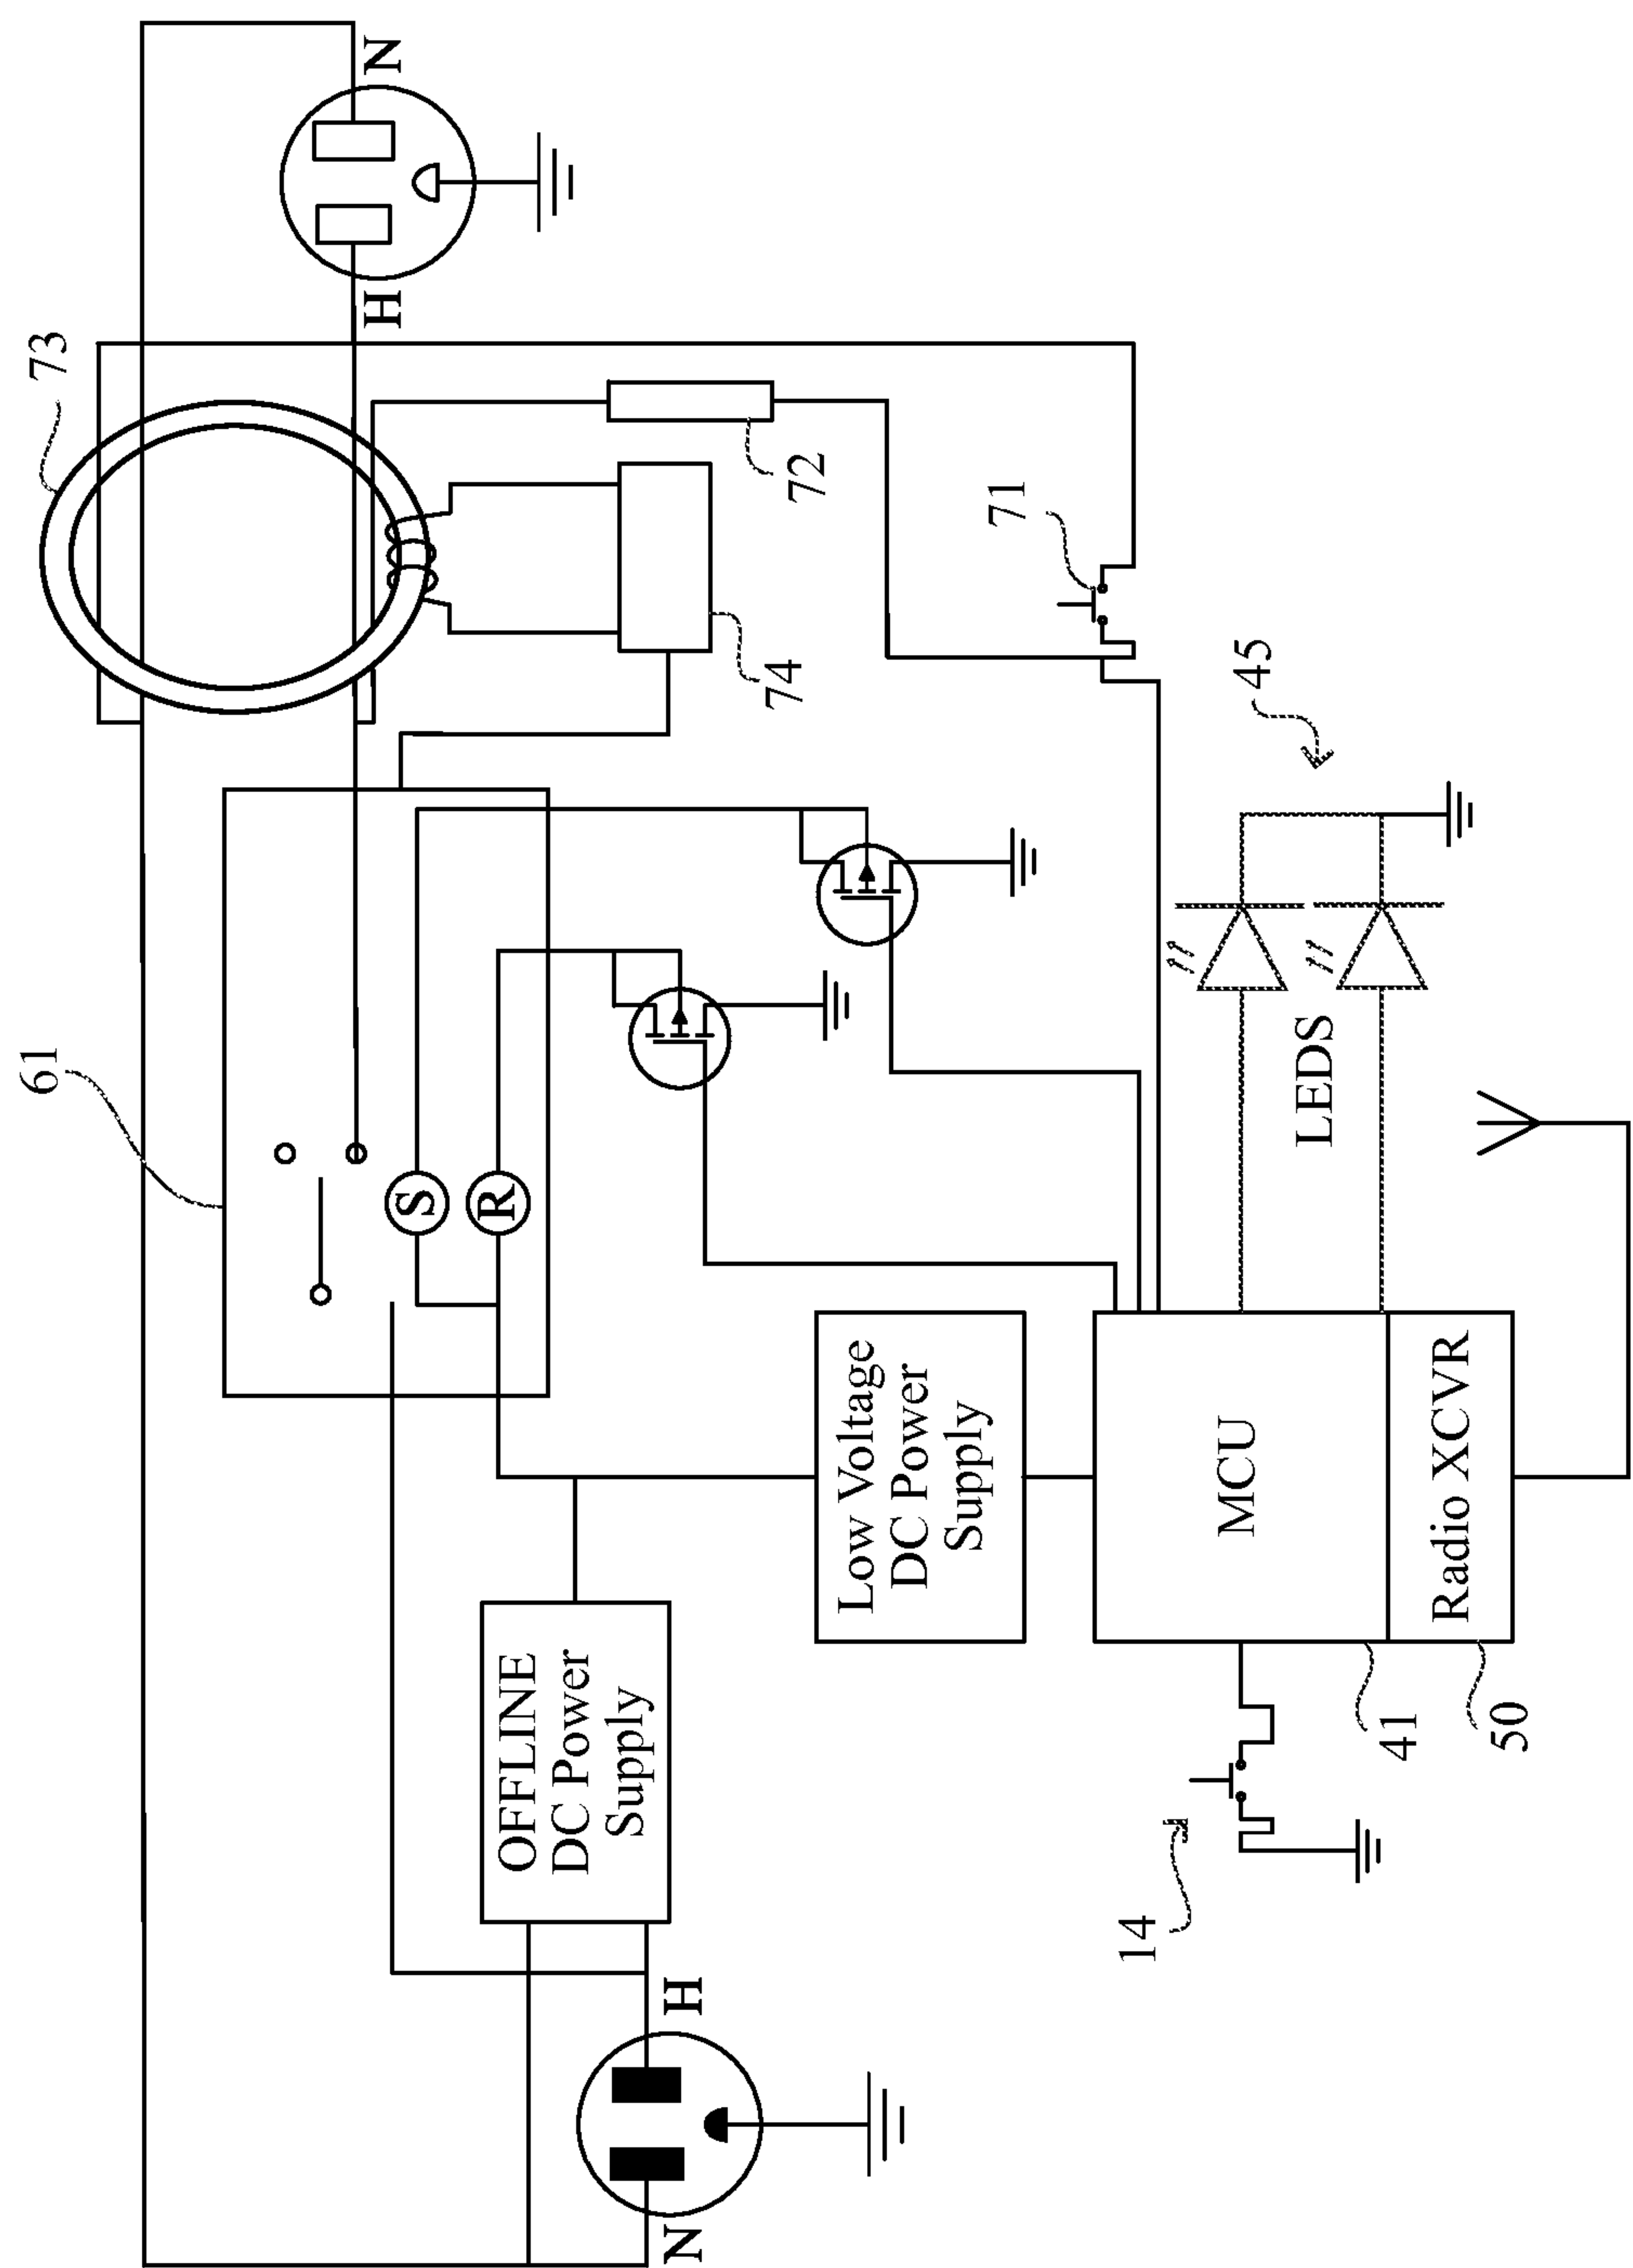 73
N
H
61
72
74
71
S
R
45
LEDS
OFFLINE
DC Power
Supply
Low Voltage
DC Power
Supply
MCU
Radio XCVR
H
N
14
41
50